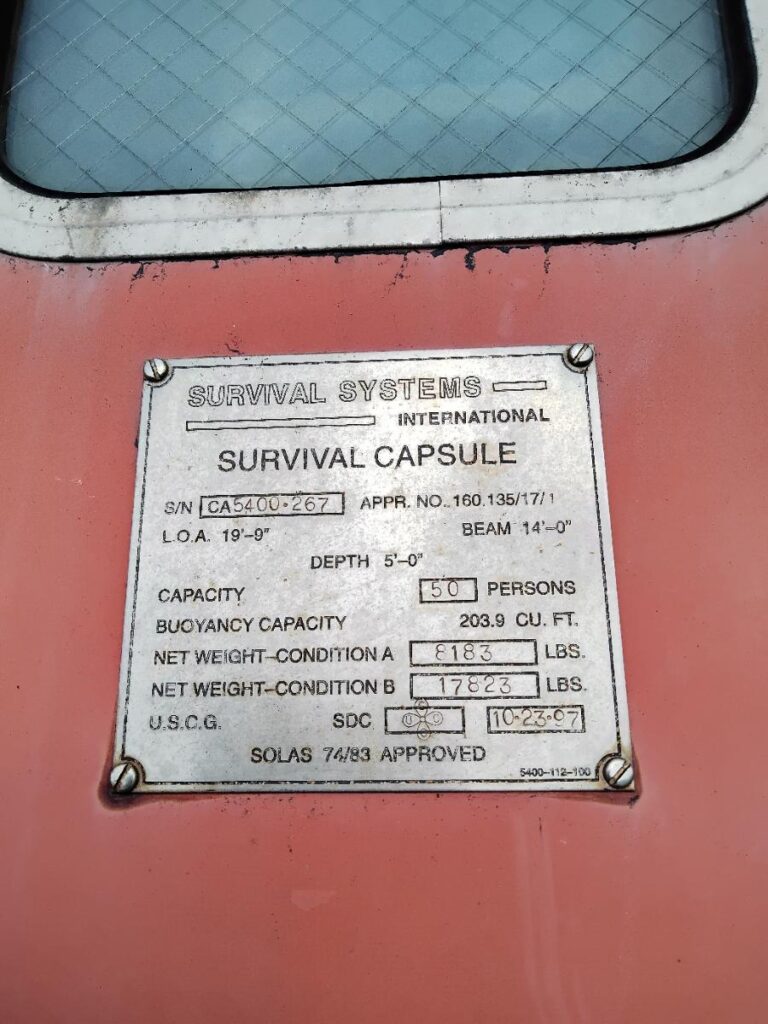 SURVIVAL SYSTEMS
INTERNATIONAL
SURVIVAL CAPSULE
S/N CA5400-267 APPR. NO. 160.135/17/1
L.O.A. 19'-9" BEAM 14'-0"
DEPTH 5'-0"
CAPACITY 50 PERSONS
BUOYANCY CAPACITY 203.9 CU. FT.
NET WEIGHT-CONDITION A 8183 LBS.
NET WEIGHT-CONDITION B 17823 LBS.
U.S.C.G. SDC 10-23-97
SOLAS 74/83 APPROVED
5400-112-100